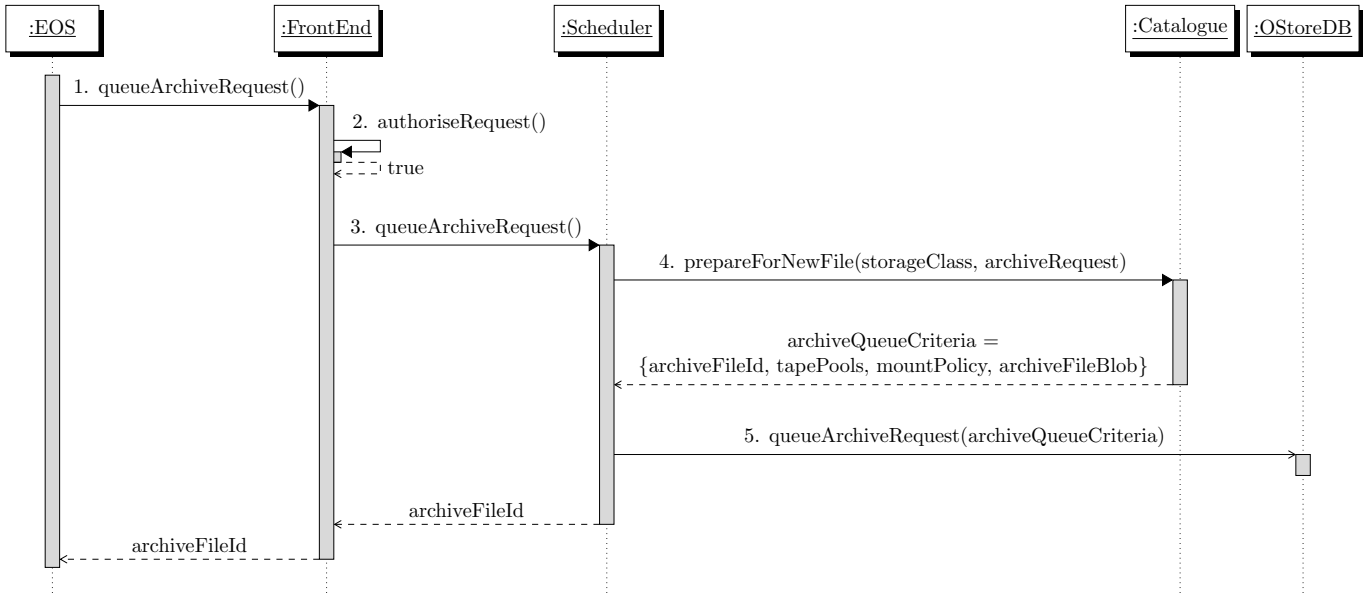 :EOS
:FrontEnd
:Scheduler
:Catalogue
:OStoreDB
1. queueArchiveRequest()
2. authoriseRequest()
true
3. queueArchiveRequest()
4. prepareForNewFile(storageClass, archiveRequest)
archiveQueueCriteria =
{archiveFileId, tapePools, mountPolicy, archiveFileBlob}
5. queueArchiveRequest(archiveQueueCriteria)
archiveFileId
archiveFileId